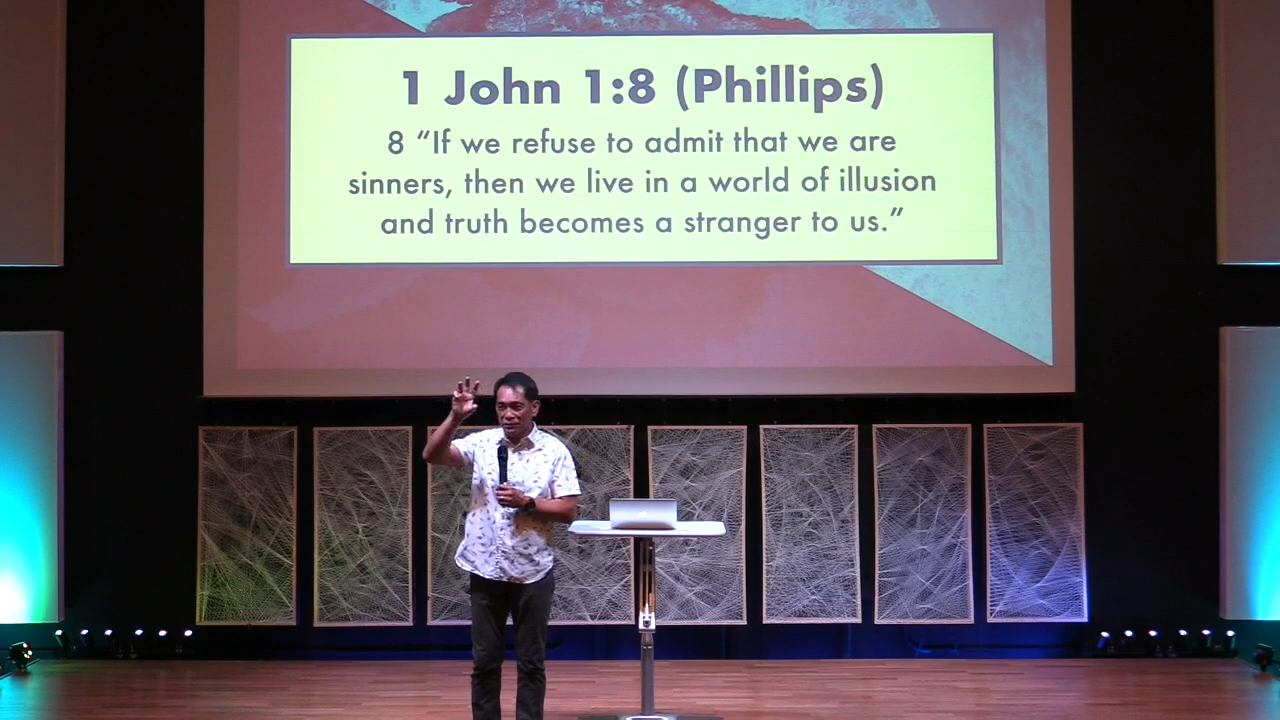 1 John 1:8 (Phillips)
8 “If we refuse to admit that we are
sinners, then we live in a world of illusion
and truth becomes a stranger to us.”